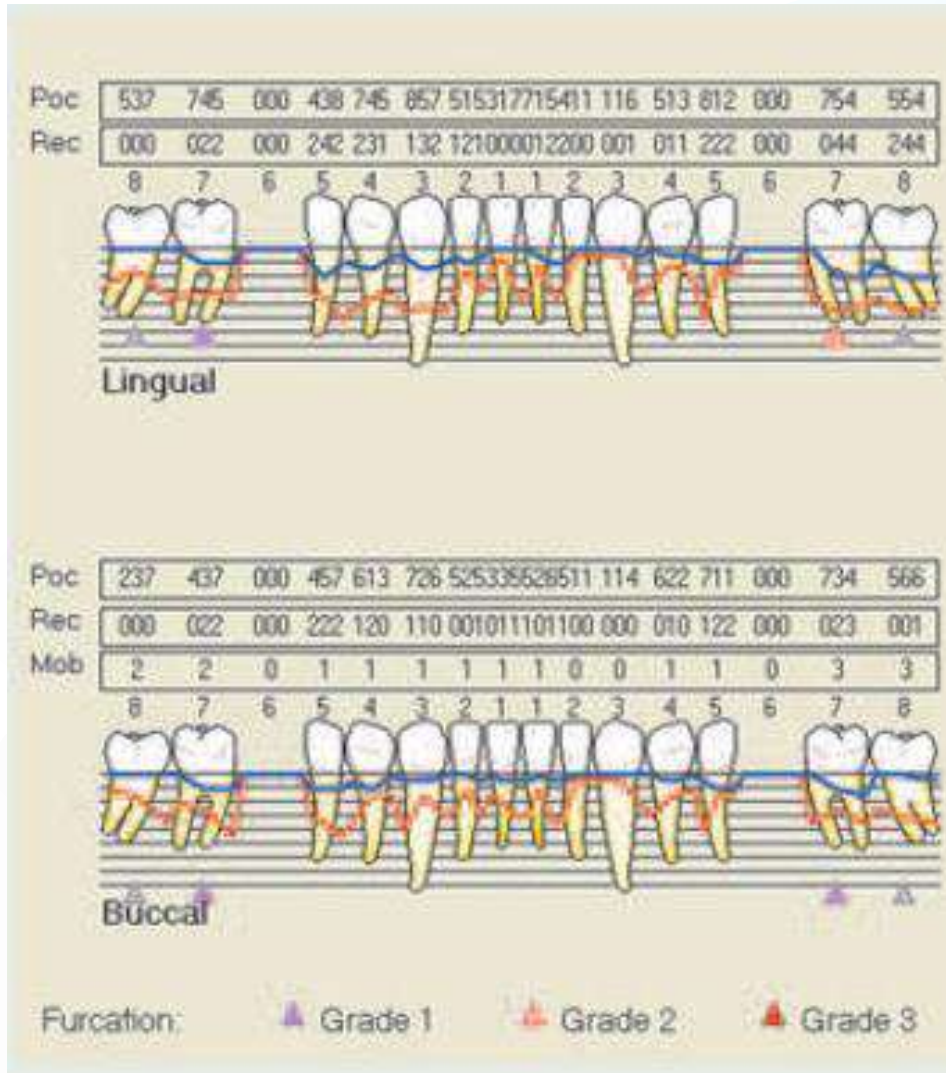 Poc 537 745 000 438 745 857 515317715411 116 513 812 000 754 554
Rec 000 022 000 242 231 132 121000012200 001 011 222 000 044 244
8 7 6 5 4 3 2 1 1 2 3 4 5 6 7 8
Lingual
Poc 237 437 000 457 613 726 525335526511 114 622 711 000 734 566
Rec 000 022 000 222 120 110 001011101100 000 010 122 000 023 001
Mob 2 2 0 1 1 1 1 1 1 0 0 1 1 0 3 3
8 7 6 5 4 3 2 1 1 2 3 4 5 6 7 8
Buccal
Furcation: Grade 1 Grade 2 Grade 3